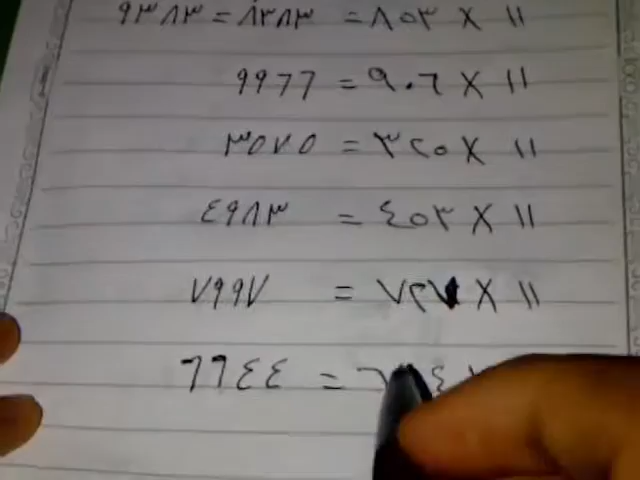 ١١ × ٨٥٣ = ٨٣٨٣ = ٩٣٨٣
١١ × ٩٠٦ = ٩٩٦٦
١١ × ٣٢٥ = ٣٥٧٥
١١ × ٤٥٣ = ٤٩٨٣
١١ × ٧٢٧ = ٧٩٩٧
= ٦٦٤٤